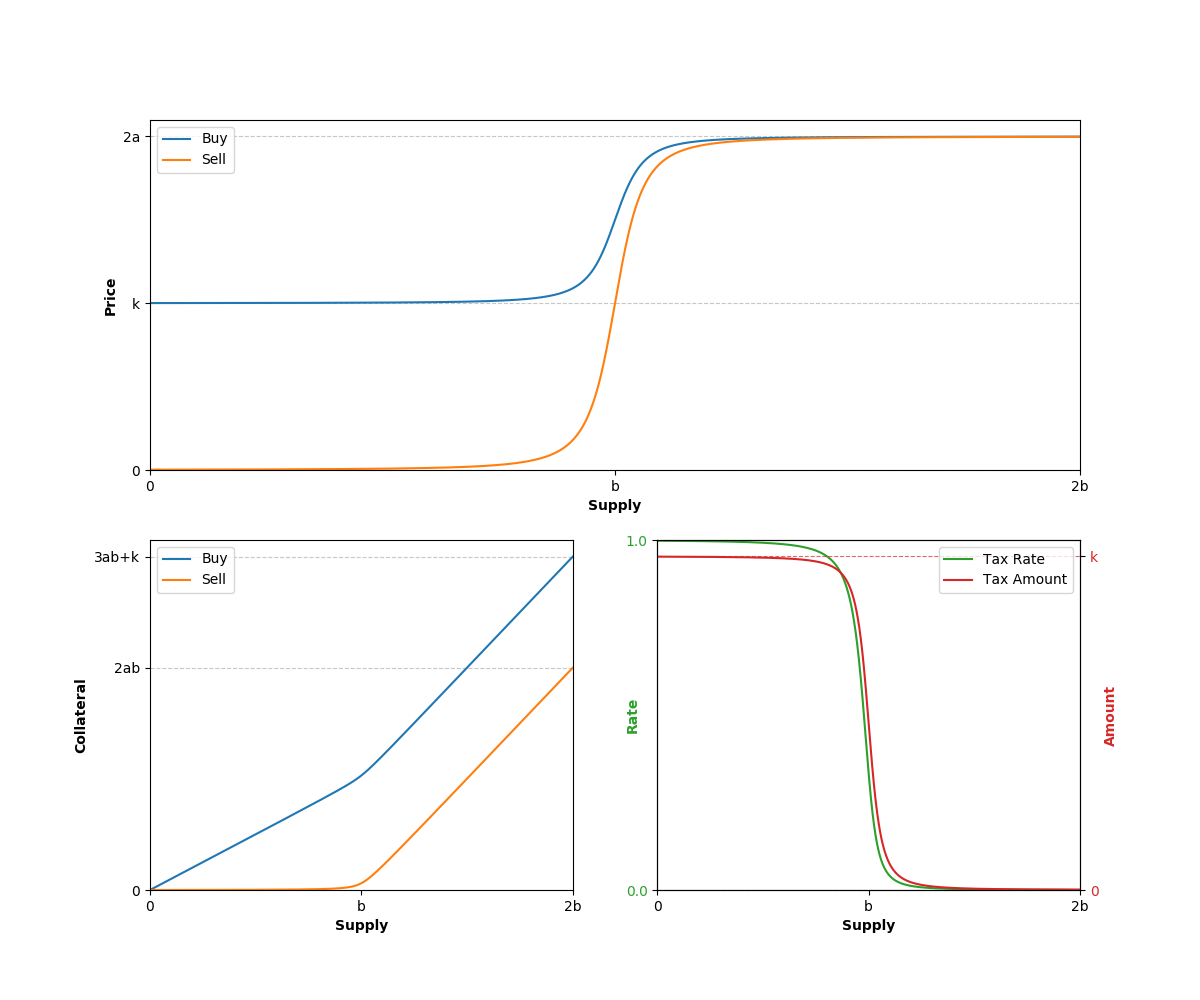 2a
Buy
Sell
Price
k
0
0
b
2b
Supply
3ab+k
Buy
Sell
2ab
Collateral
0
0
b
2b
Supply
1.0
k
Tax Rate
Tax Amount
Rate
Amount
0.0
0
0
b
2b
Supply